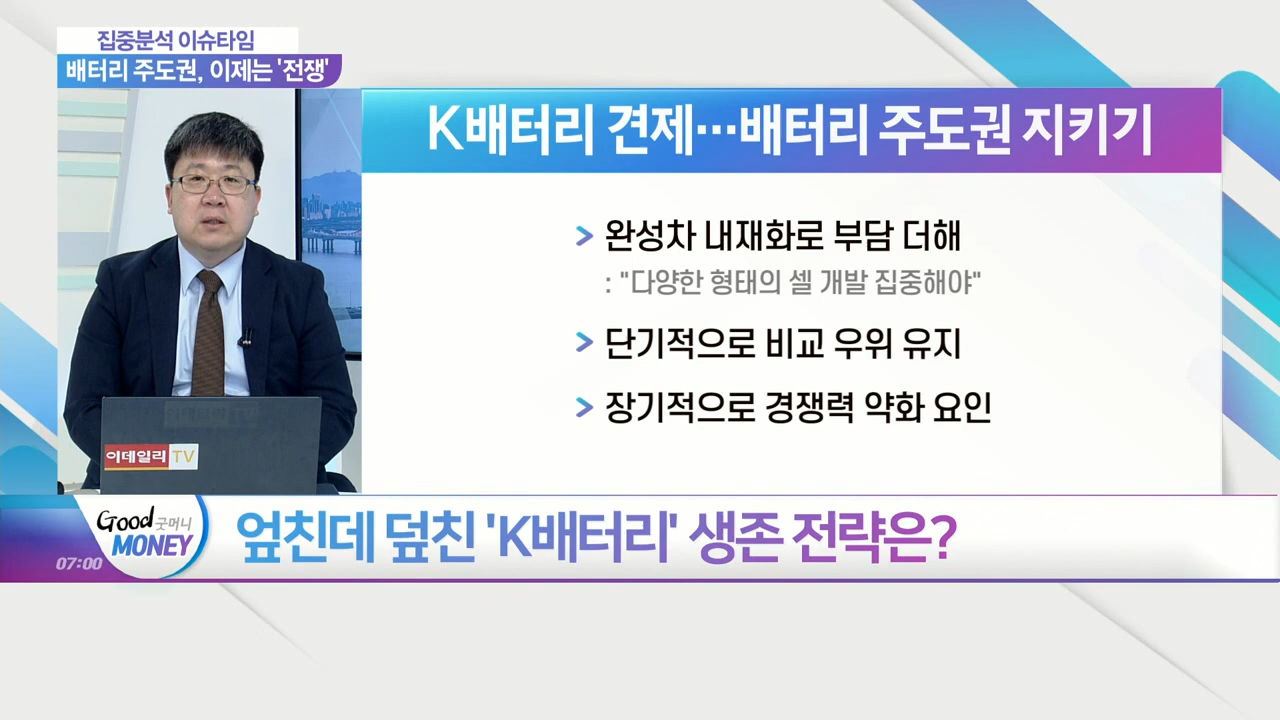 집중분석 이슈타임
배터리 주도권, 이제는 '전쟁'
K배터리 견제…배터리 주도권 지키기
> 완성차 내재화로 부담 더해
: "다양한 형태의 셀 개발 집중해야"
> 단기적으로 비교 우위 유지
> 장기적으로 경쟁력 약화 요인
이데일리 TV
Good 굿머니
MONEY
07:00
엎친데 덮친 'K배터리' 생존 전략은?